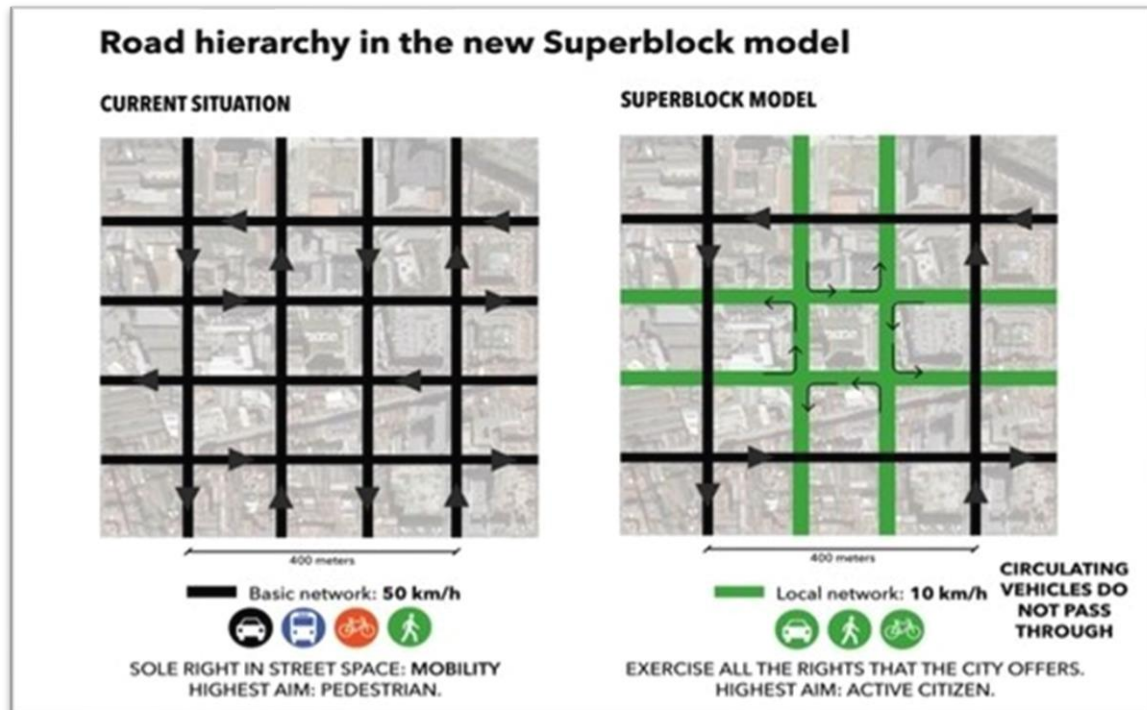 Road hierarchy in the new Superblock model
CURRENT SITUATION
400 meters
Basic network: 50 km/h
SOLE RIGHT IN STREET SPACE: MOBILITY
HIGHEST AIM: PEDESTRIAN.
SUPERBLOCK MODEL
400 meters
Local network: 10 km/h
CIRCULATING
VEHICLES DO
NOT PASS
THROUGH
EXERCISE ALL THE RIGHTS THAT THE CITY OFFERS.
HIGHEST AIM: ACTIVE CITIZEN.